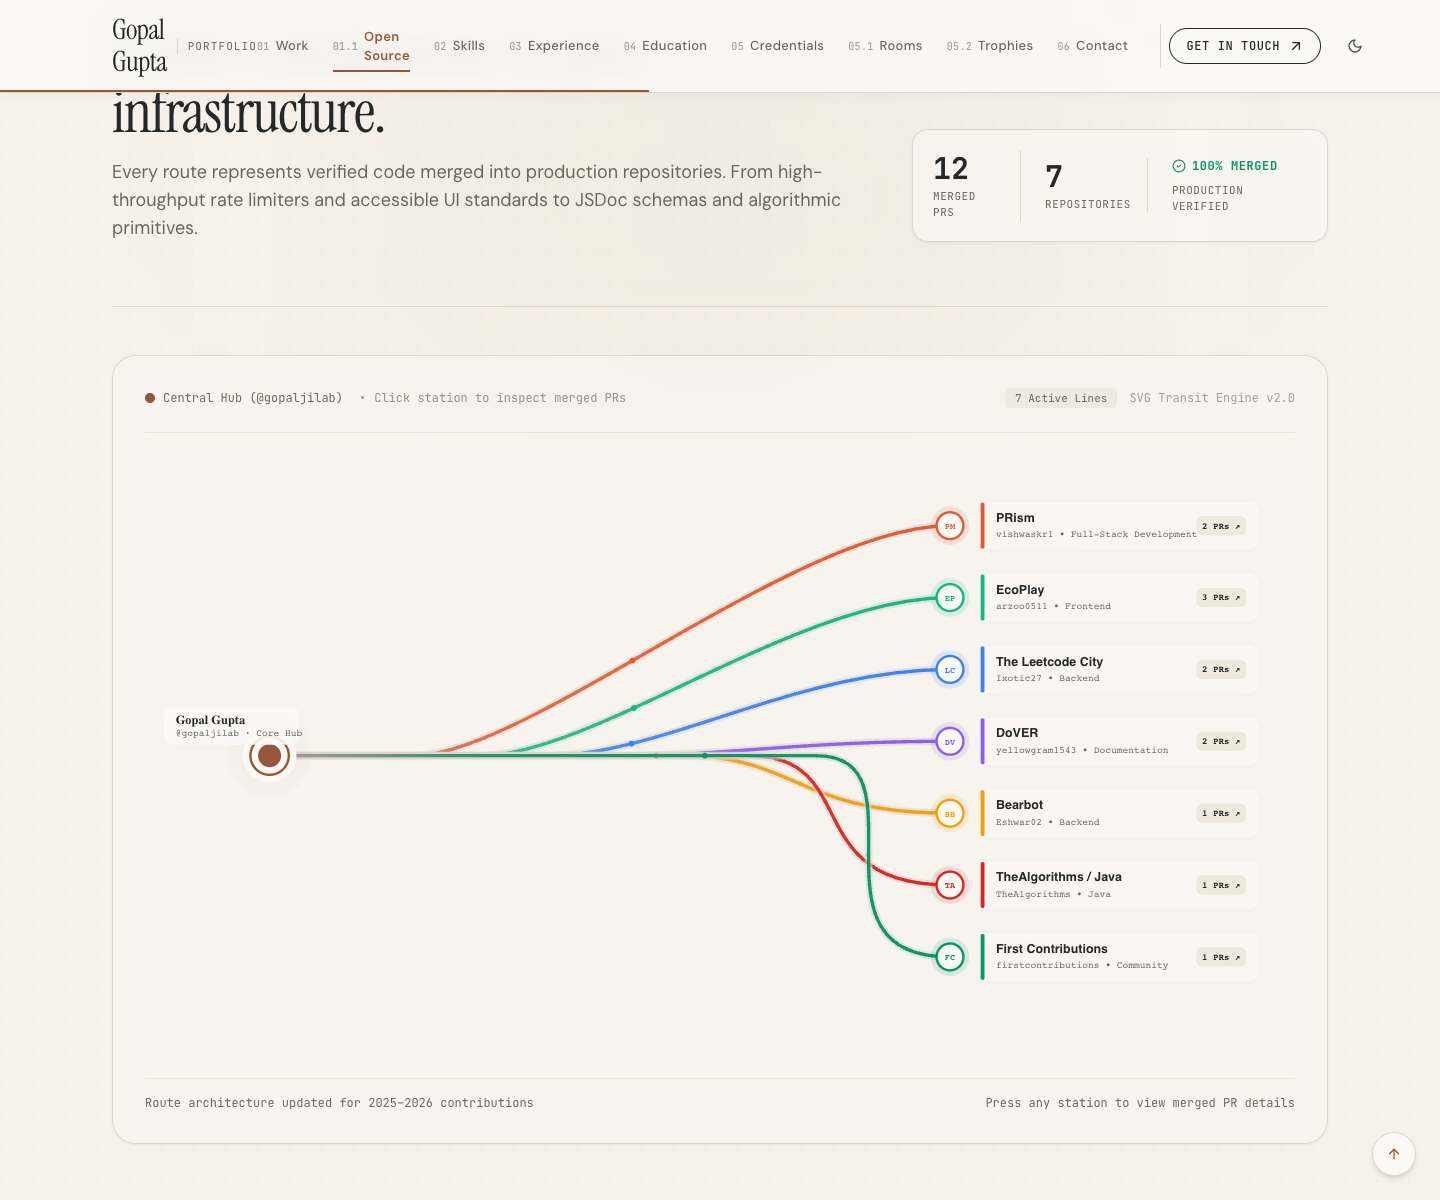 Gopal
Gupta
PORTFOLIO
01 Work
01.1 Open Source
02 Skills
03 Experience
04 Education
05 Credentials
05.1 Rooms
05.2 Trophies
06 Contact
GET IN TOUCH ↗
infrastructure.
Every route represents verified code merged into production repositories. From high-
throughput rate limiters and accessible UI standards to JSDoc schemas and algorithmic
primitives.
12
MERGED
PRS
7
REPOSITORIES
100% MERGED
PRODUCTION
VERIFIED
Central Hub (@gopaljilab) • Click station to inspect merged PRs
7 Active Lines
SVG Transit Engine v2.0
Gopal Gupta
@gopaljilab • Core Hub
PM
PRism
vishwaskr1 • Full-Stack Development
2 PRs ↗
EP
EcoPlay
arzoo0511 • Frontend
3 PRs ↗
LC
The Leetcode City
Ixotic27 • Backend
2 PRs ↗
DV
DoVER
yellowgram1543 • Documentation
2 PRs ↗
BB
Bearbot
Eshwar02 • Backend
1 PRs ↗
TA
TheAlgorithms / Java
TheAlgorithms • Java
1 PRs ↗
FC
First Contributions
firstcontributions • Community
1 PRs ↗
Route architecture updated for 2025–2026 contributions
Press any station to view merged PR details